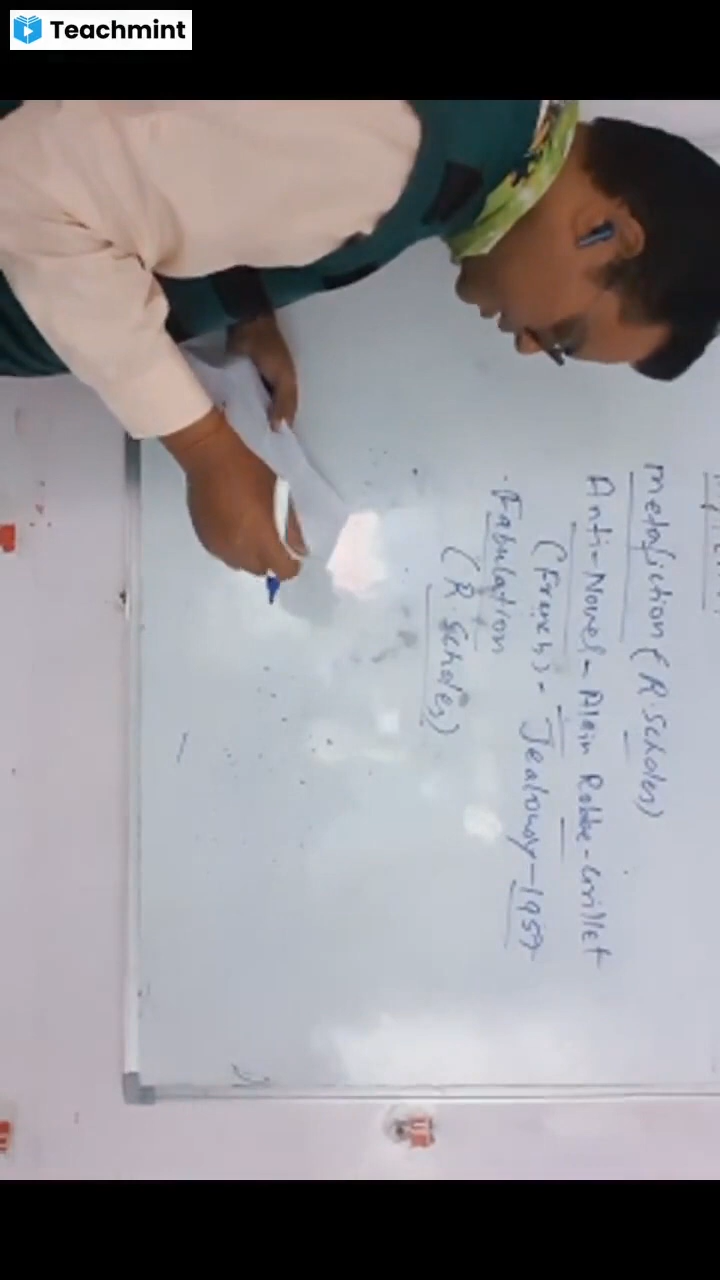 Teachmint
Metafiction (R. Scholes)
Anti-Novel - Alain Robbe-Grillet
(French) - Jealousy - 1957
Fabulation
(R. Scholes)